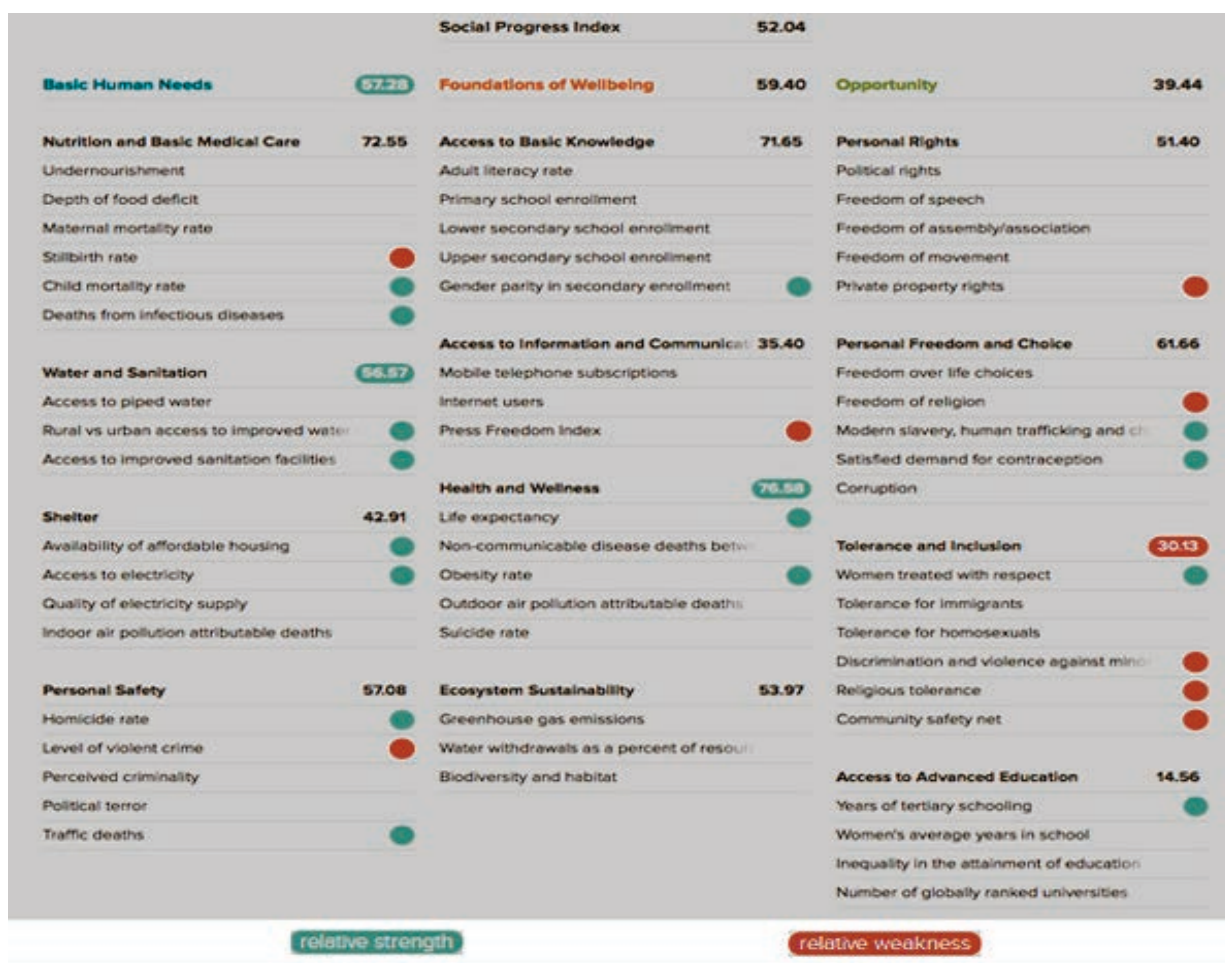 Social Progress Index 52.04
Basic Human Needs 57.28
Nutrition and Basic Medical Care 72.55
Undernourishment
Depth of food deficit
Maternal mortality rate
Stillbirth rate
Child mortality rate
Deaths from infectious diseases
Water and Sanitation 56.57
Access to piped water
Rural vs urban access to improved water
Access to improved sanitation facilities
Shelter 42.91
Availability of affordable housing
Access to electricity
Quality of electricity supply
Indoor air pollution attributable deaths
Personal Safety 57.08
Homicide rate
Level of violent crime
Perceived criminality
Political terror
Traffic deaths
Foundations of Wellbeing 59.40
Access to Basic Knowledge 71.65
Adult literacy rate
Primary school enrollment
Lower secondary school enrollment
Upper secondary school enrollment
Gender parity in secondary enrollment
Access to Information and Communicat 35.40
Mobile telephone subscriptions
Internet users
Press Freedom Index
Health and Wellness 76.58
Life expectancy
Non-communicable disease deaths betw
Obesity rate
Outdoor air pollution attributable deaths
Suicide rate
Ecosystem Sustainability 53.97
Greenhouse gas emissions
Water withdrawals as a percent of resour
Biodiversity and habitat
Opportunity 39.44
Personal Rights 51.40
Political rights
Freedom of speech
Freedom of assembly/association
Freedom of movement
Private property rights
Personal Freedom and Choice 61.66
Freedom over life choices
Freedom of religion
Modern slavery, human trafficking and ch
Satisfied demand for contraception
Corruption
Tolerance and Inclusion 30.13
Women treated with respect
Tolerance for immigrants
Tolerance for homosexuals
Discrimination and violence against mino
Religious tolerance
Community safety net
Access to Advanced Education 14.56
Years of tertiary schooling
Women's average years in school
Inequality in the attainment of education
Number of globally ranked universities
relative strength
relative weakness